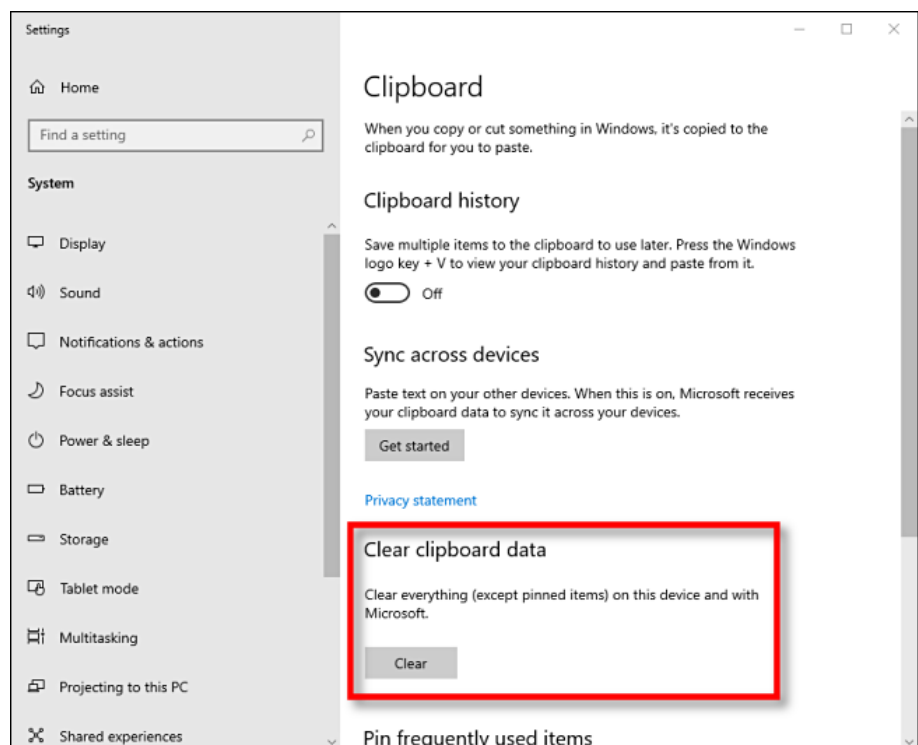 Settings
Home
Find a setting
System
Display
Sound
Notifications & actions
Focus assist
Power & sleep
Battery
Storage
Tablet mode
Multitasking
Projecting to this PC
Shared experiences
Clipboard
When you copy or cut something in Windows, it's copied to the
clipboard for you to paste.
Clipboard history
Save multiple items to the clipboard to use later. Press the Windows
logo key + V to view your clipboard history and paste from it.
Off
Sync across devices
Paste text on your other devices. When this is on, Microsoft receives
your clipboard data to sync it across your devices.
Get started
Privacy statement
Clear clipboard data
Clear everything (except pinned items) on this device and with
Microsoft.
Clear
Pin frequently used items